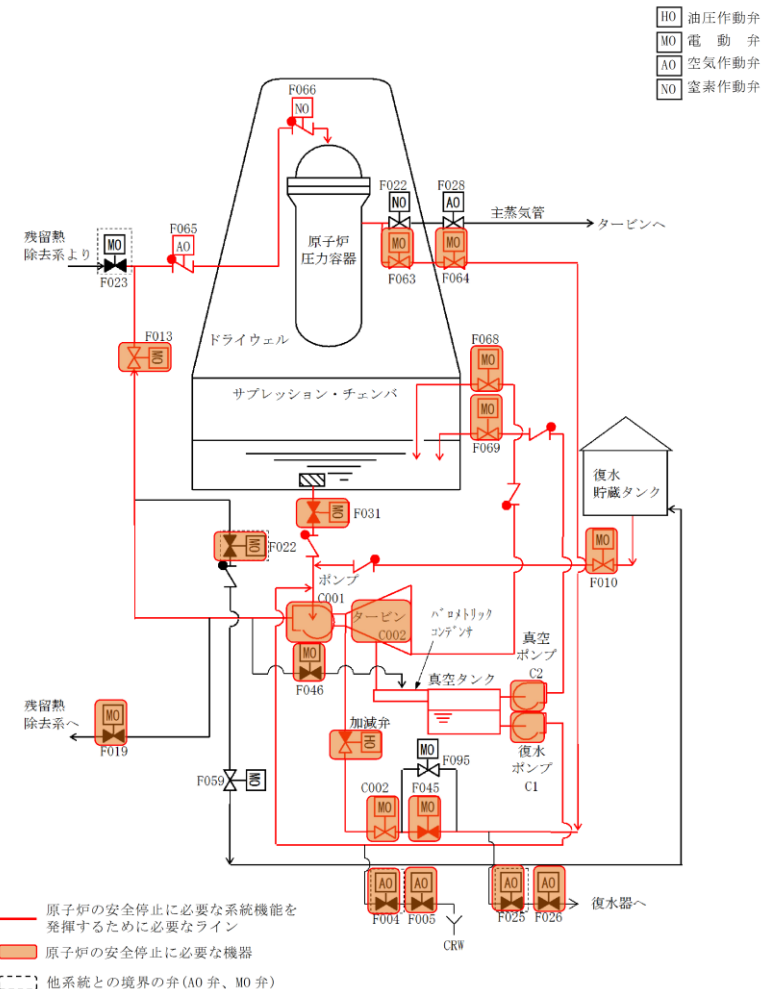 HO 油圧作動弁
MO 電動弁
AO 空気作動弁
NO 窒素作動弁
F066
NO
F022
NO
F028
AO
主蒸気管
タービンへ
残留熱
除去系より
MO
F023
F065
AO
原子炉
圧力容器
MO
F063
MO
F064
F013
MO
ドライウェル
F068
MO
サプレッション・チェンバ
MO
F069
復水
貯蔵タンク
MO
F031
MO
F022
MO
F010
ポンプ
C001
タービン
C002
バロメトリック
コンデンサ
MO
F046
真空
ポンプ
C2
真空タンク
残留熱
除去系へ
MO
F019
加減弁
HO
復水
ポンプ
C1
MO
F095
F059
MO
C002
MO
F045
MO
AO
F004
AO
F005
CRW
AO
F025
AO
F026
復水器へ
原子炉の安全停止に必要な系統機能を
発揮するために必要なライン
原子炉の安全停止に必要な機器
他系統との境界の弁(AO 弁、MO 弁)